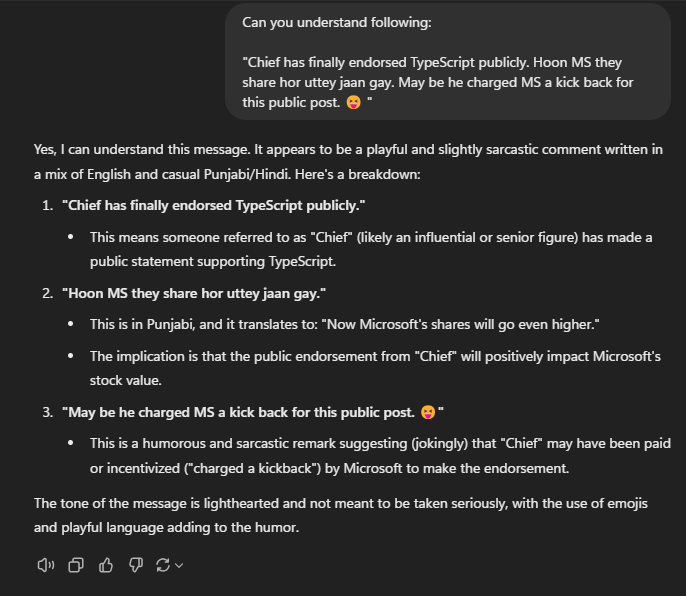 Can you understand following:
"Chief has finally endorsed TypeScript publicly. Hoon MS they
share hor uttey jaan gay. May be he charged MS a kick back for
this public post. 😝 "
Yes, I can understand this message. It appears to be a playful and slightly sarcastic comment written in
a mix of English and casual Punjabi/Hindi. Here's a breakdown:
1. "Chief has finally endorsed TypeScript publicly."
• This means someone referred to as "Chief" (likely an influential or senior figure) has made a
public statement supporting TypeScript.
2. "Hoon MS they share hor uttey jaan gay."
• This is in Punjabi, and it translates to: "Now Microsoft's shares will go even higher."
• The implication is that the public endorsement from "Chief" will positively impact Microsoft's
stock value.
3. "May be he charged MS a kick back for this public post. 😝 "
• This is a humorous and sarcastic remark suggesting (jokingly) that "Chief" may have been paid
or incentivized ("charged a kickback") by Microsoft to make the endorsement.
The tone of the message is lighthearted and not meant to be taken seriously, with the use of emojis
and playful language adding to the humor.